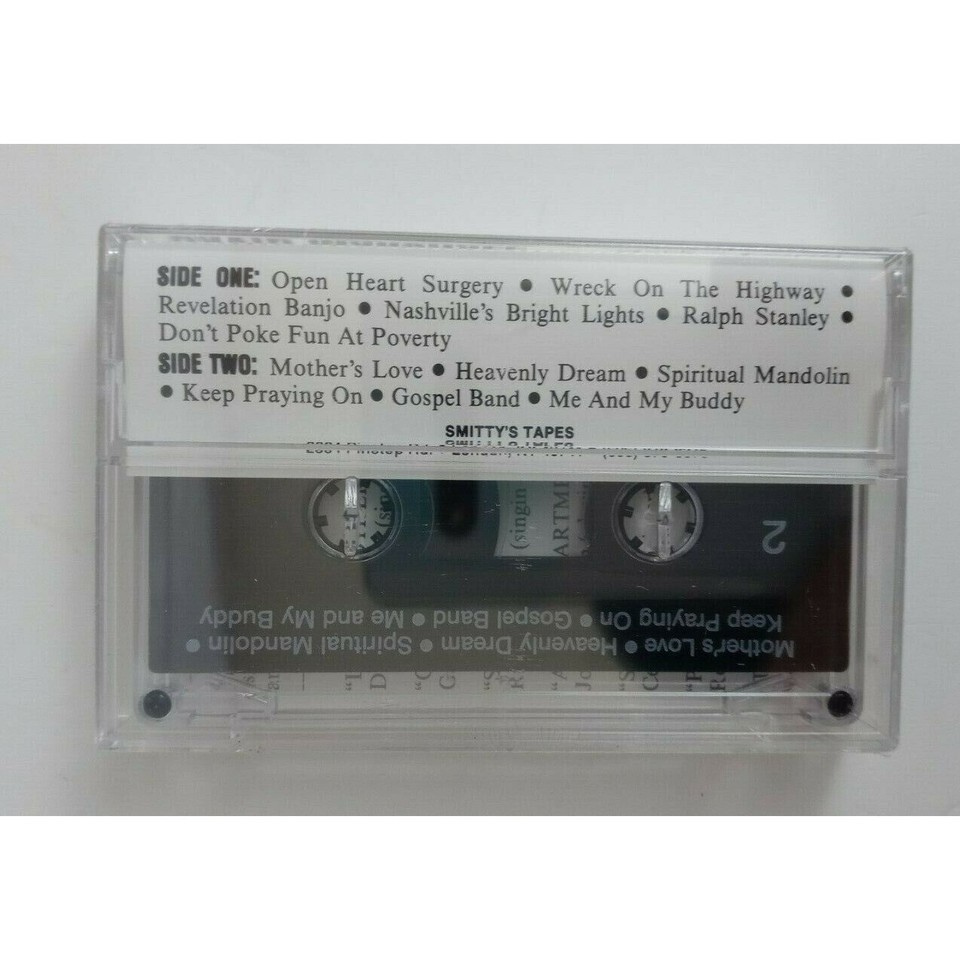 SIDE ONE: Open Heart Surgery • Wreck On The Highway •
Revelation Banjo • Nashville's Bright Lights • Ralph Stanley •
Don't Poke Fun At Poverty
SIDE TWO: Mother's Love • Heavenly Dream • Spiritual Mandolin
• Keep Praying On • Gospel Band • Me And My Buddy
SMITTY'S TAPES
(singin
ARTM
2
Mother's Love • Heavenly Dream • Spiritual Mandolin •
Keep Praying On • Gospel Band • Me and My Buddy